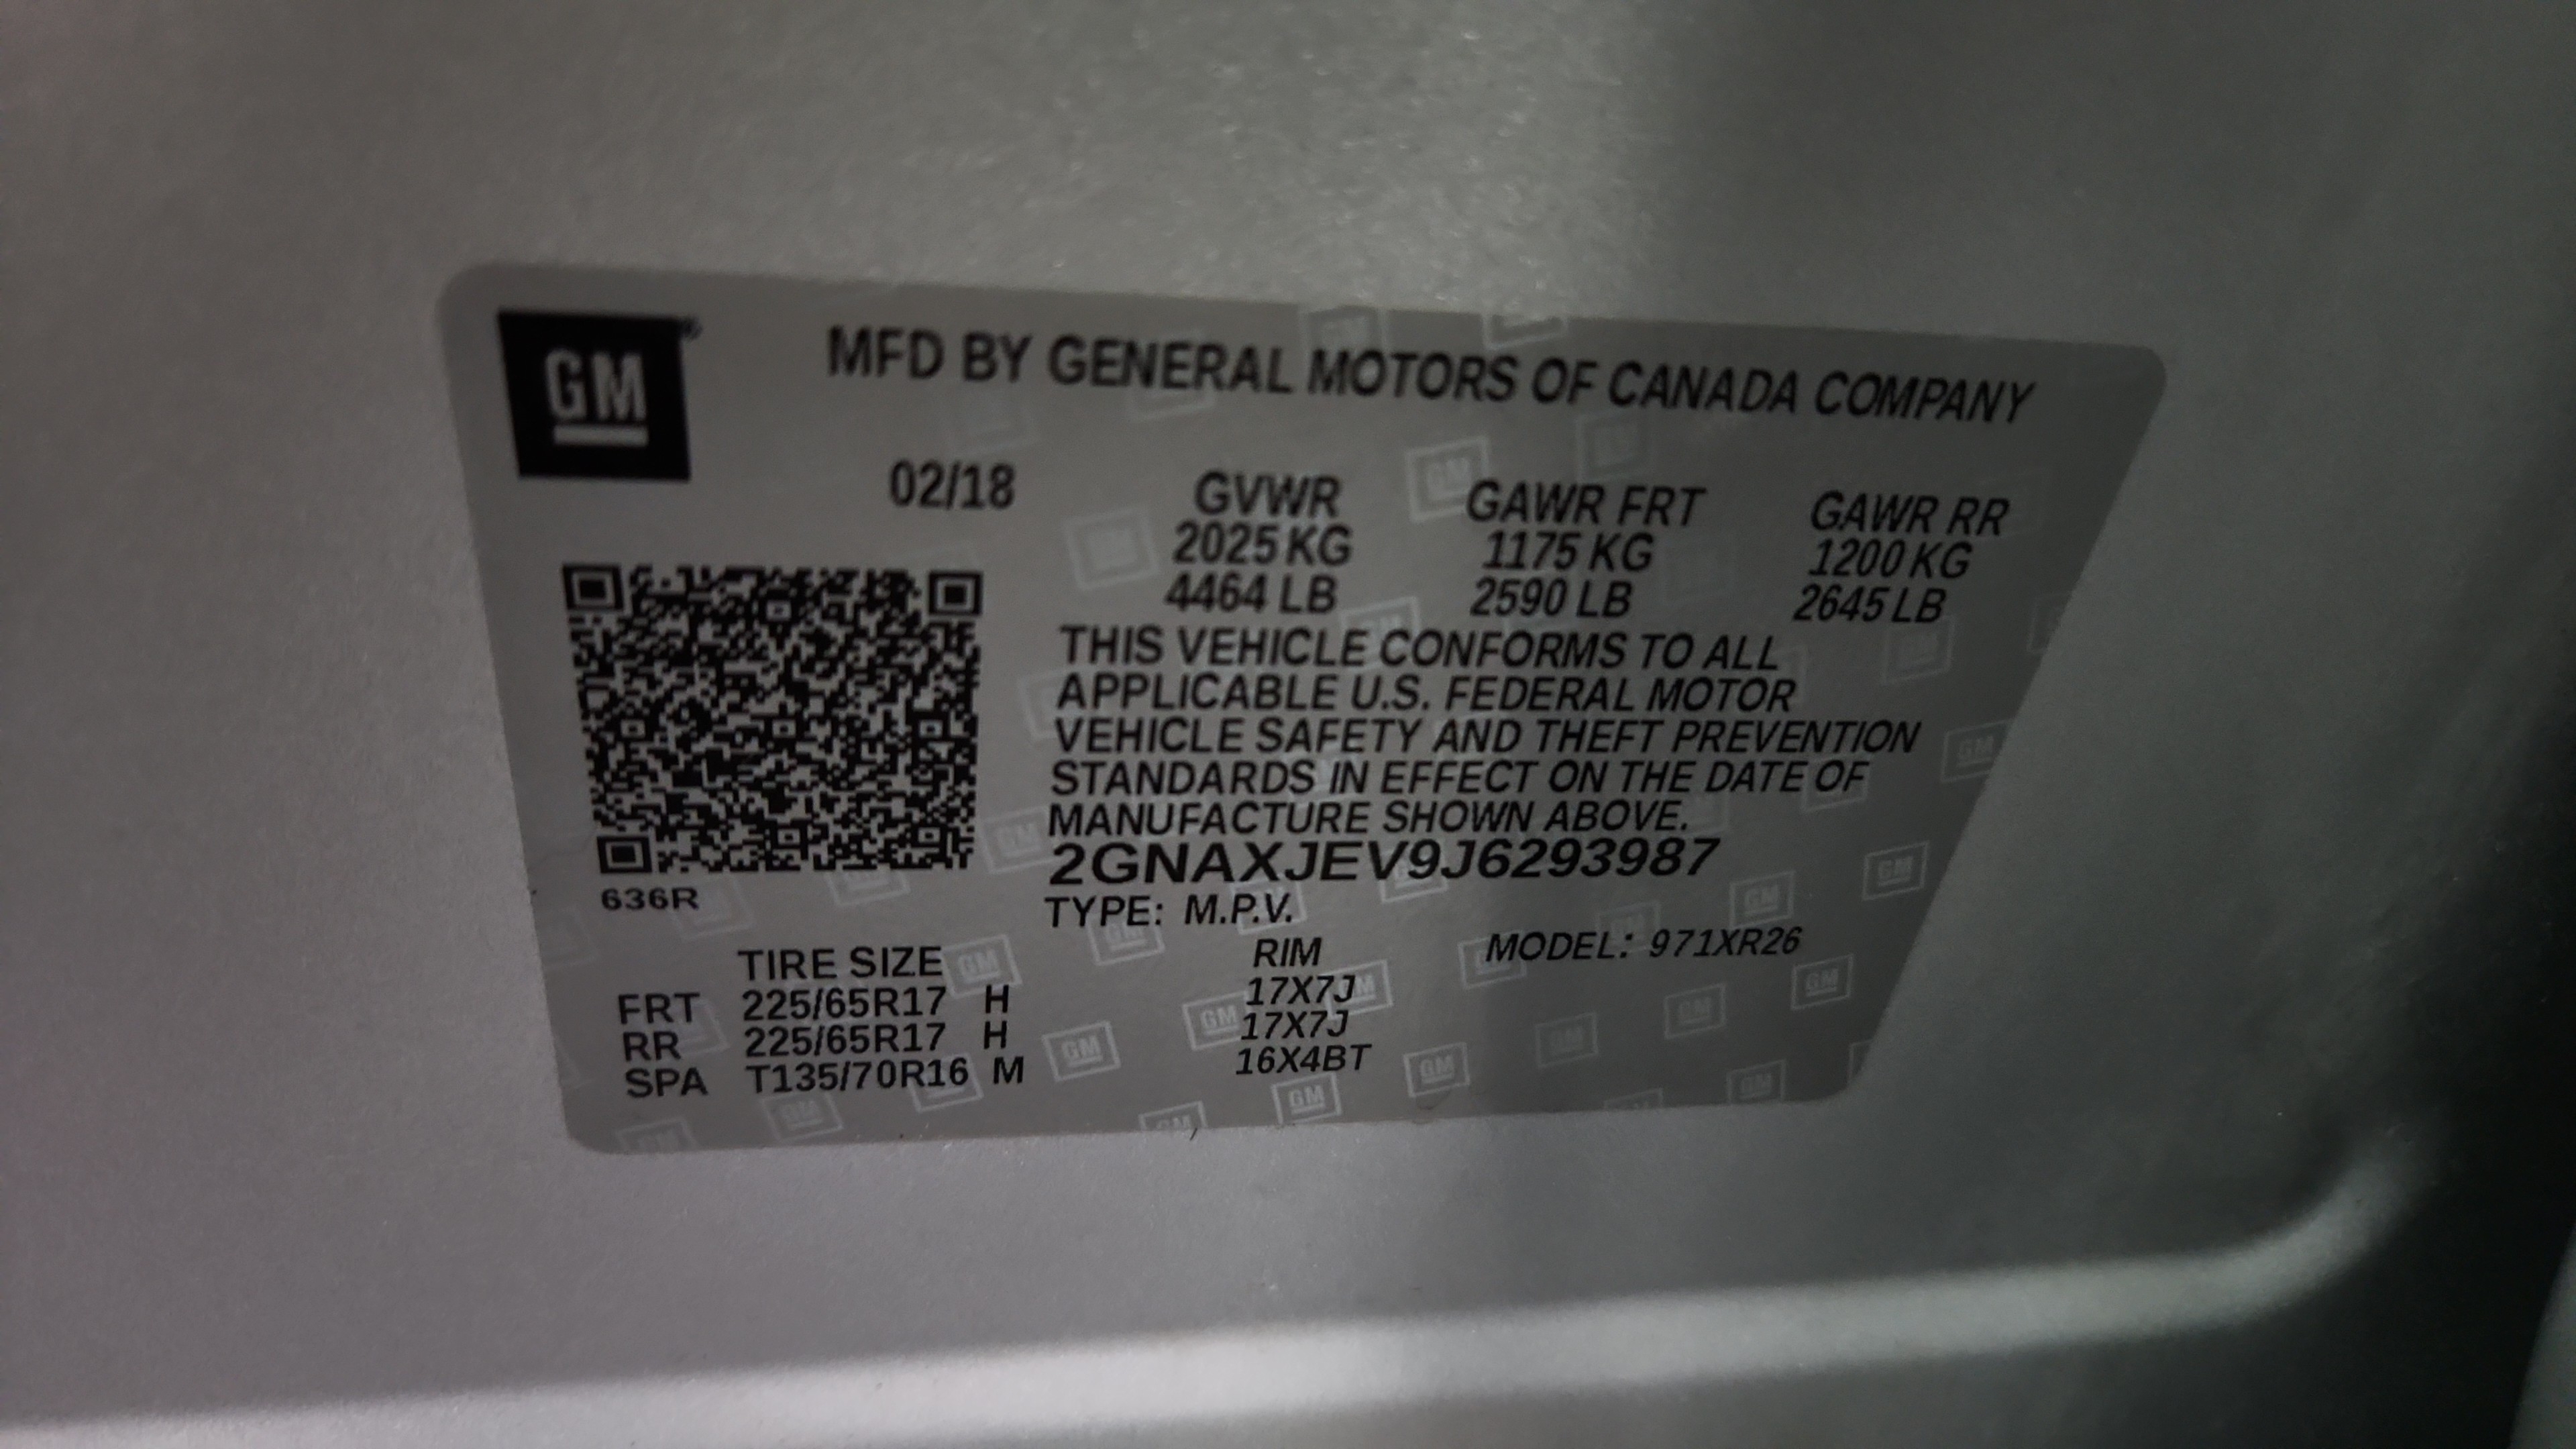 GM
MFD BY GENERAL MOTORS OF CANADA COMPANY
02/18
GVWR GAWR FRT GAWR RR
2025 KG 1175 KG 1200 KG
4464 LB 2590 LB 2645 LB
THIS VEHICLE CONFORMS TO ALL
APPLICABLE U.S. FEDERAL MOTOR
VEHICLE SAFETY AND THEFT PREVENTION
STANDARDS IN EFFECT ON THE DATE OF
MANUFACTURE SHOWN ABOVE.
2GNAXJEV9J6293987
636R
TYPE: M.P.V.
MODEL: 971XR26
TIRE SIZE RIM
FRT 225/65R17 H 17X7J
RR 225/65R17 H 17X7J
SPA T135/70R16 M 16X4BT